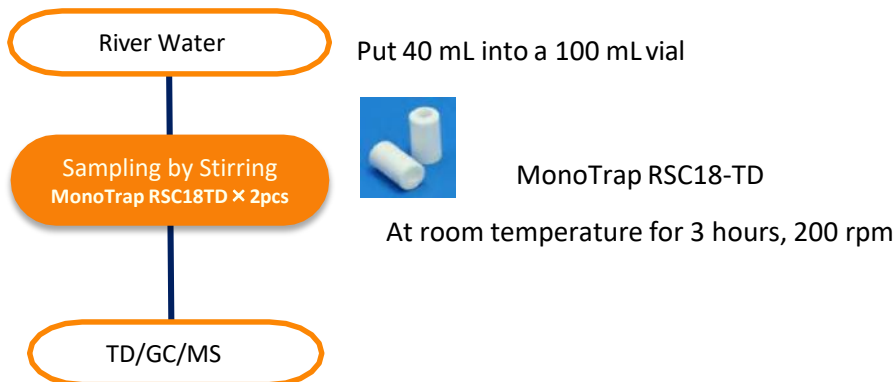 River Water
Put 40 mL into a 100 mL vial
Sampling by Stirring
MonoTrap RSC18TD × 2pcs
MonoTrap RSC18-TD
At room temperature for 3 hours, 200 rpm
TD/GC/MS